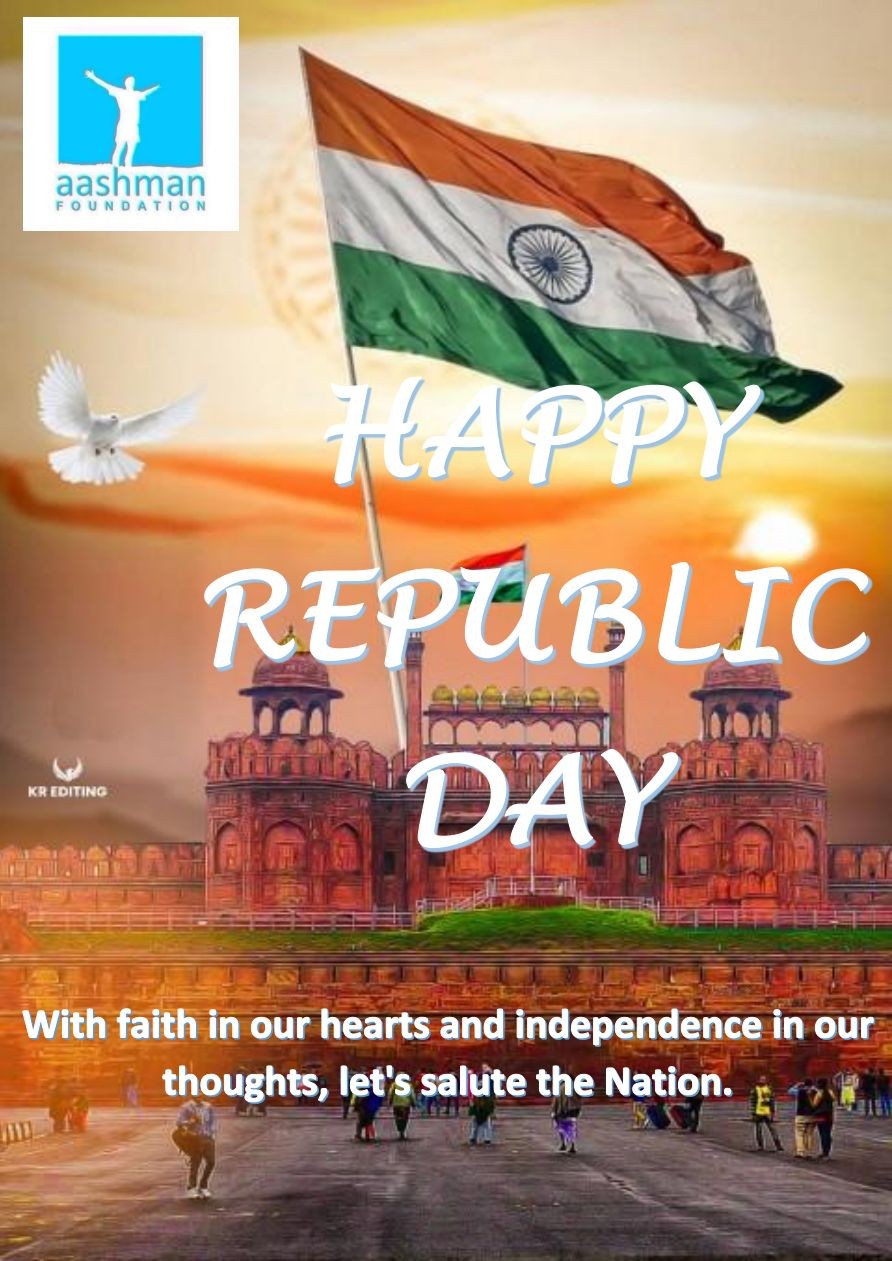 aashman
FOUNDATION
HAPPY
REPUBLIC
DAY
KR EDITING
With faith in our hearts and independence in our
thoughts, let's salute the Nation.